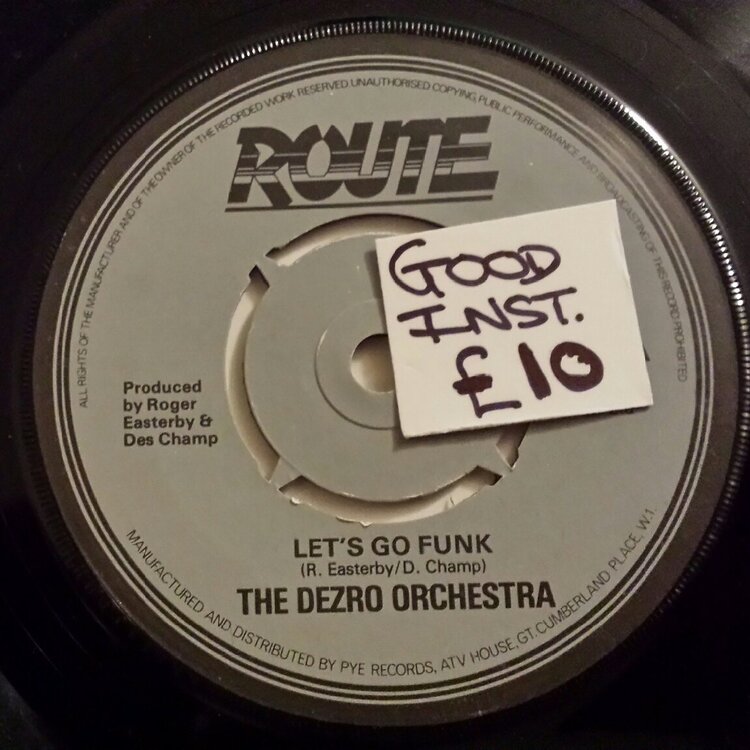 ALL RIGHTS OF THE MANUFACTURER AND OF THE OWNER OF THE RECORDED WORK RESERVED UNAUTHORISED COPYING, PUBLIC PERFORMANCE AND BROADCASTING OF THIS RECORD PROHIBITED
ROUTE
GOOD
INST.
£10
Produced
by Roger
Easterby &
Des Champ
LET'S GO FUNK
(R. Easterby/D. Champ)
THE DEZRO ORCHESTRA
MANUFACTURED AND DISTRIBUTED BY PYE RECORDS, ATV HOUSE, GT. CUMBERLAND PLACE, W.1.